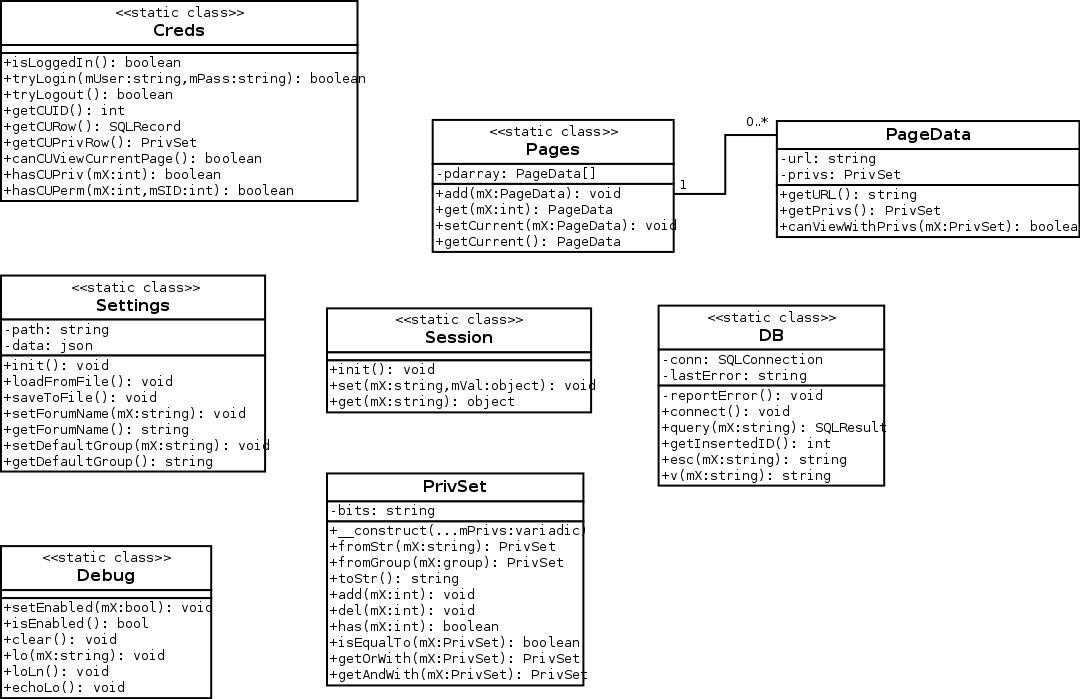 <<static class>>
Creds
+isLoggedIn(): boolean
+tryLogin(mUser:string,mPass:string): boolean
+tryLogout(): boolean
+getCUID(): int
+getCURow(): SQLRecord
+getCUPrivRow(): PrivSet
+canCUViewCurrentPage(): boolean
+hasCUPriv(mX:int): boolean
+hasCUPerm(mX:int,mSID:int): boolean
<<static class>>
Pages
-pdarray: PageData[]
+add(mX:PageData): void
+get(mX:int): PageData
+setCurrent(mX:PageData): void
+getCurrent(): PageData
1
0..*
PageData
-url: string
-privs: PrivSet
+getURL(): string
+getPrivs(): PrivSet
+canViewWithPrivs(mX:PrivSet): boolea
<<static class>>
Settings
-path: string
-data: json
+init(): void
+loadFromFile(): void
+saveToFile(): void
+setForumName(mX:string): void
+getForumName(): string
+setDefaultGroup(mX:string): void
+getDefaultGroup(): string
<<static class>>
Session
+init(): void
+set(mX:string,mVal:object): void
+get(mX:string): object
<<static class>>
DB
-conn: SQLConnection
-lastError: string
-reportError(): void
+connect(): void
+query(mX:string): SQLResult
+getInsertedID(): int
+esc(mX:string): string
+v(mX:string): string
PrivSet
-bits: string
+__construct(...mPrivs:variadic)
+fromStr(mX:string): PrivSet
+fromGroup(mX:group): PrivSet
+toStr(): string
+add(mX:int): void
+del(mX:int): void
+has(mX:int): boolean
+isEqualTo(mX:PrivSet): boolean
+getOrWith(mX:PrivSet): PrivSet
+getAndWith(mX:PrivSet): PrivSet
<<static class>>
Debug
+setEnabled(mX:bool): void
+isEnabled(): bool
+clear(): void
+lo(mX:string): void
+loLn(): void
+echoLo(): void